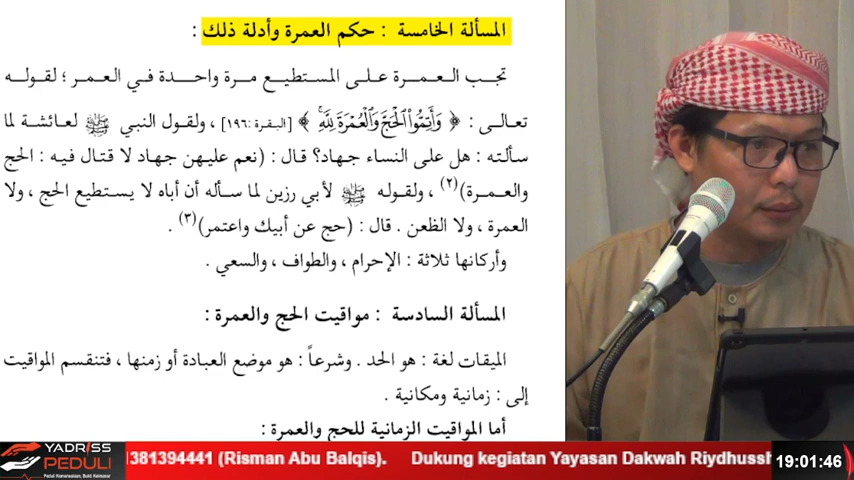 المسألة الخامسة : حكم العمرة وأدلة ذلك :
تجب العمرة على المستطيع مرة واحدة في العمر ؛ لقوله
تعالى : ﴿ وَأَتِمُّوا۟ ٱلْحَجَّ وَٱلْعُمْرَةَ لِلَّهِ ﴾ [البقرة :١٩٦] ، ولقول النبي ﷺ لعائشة لما
سألته : هل على النساء جهاد؟ قال : (نعم عليهن جهاد لا قتال فيه : الحج
والعمرة)(٢) ، ولقوله ﷺ لأبي رزين لما سأله أن أباه لا يستطيع الحج ، ولا
العمرة ، ولا الظعن . قال : (حج عن أبيك واعتمر)(٣) .
وأركانها ثلاثة : الإحرام ، والطواف ، والسعي .
المسألة السادسة : مواقيت الحج والعمرة :
الميقات لغة : هو الحد . وشرعاً : هو موضع العبادة أو زمنها ، فتنقسم المواقيت
إلى : زمانية ومكانية .
أما المواقيت الزمانية للحج والعمرة :
YADRISS
PEDULI
381394441 (Risman Abu Balqis). Dukung kegiatan Yayasan Dakwah Riydhussh
19:01:46